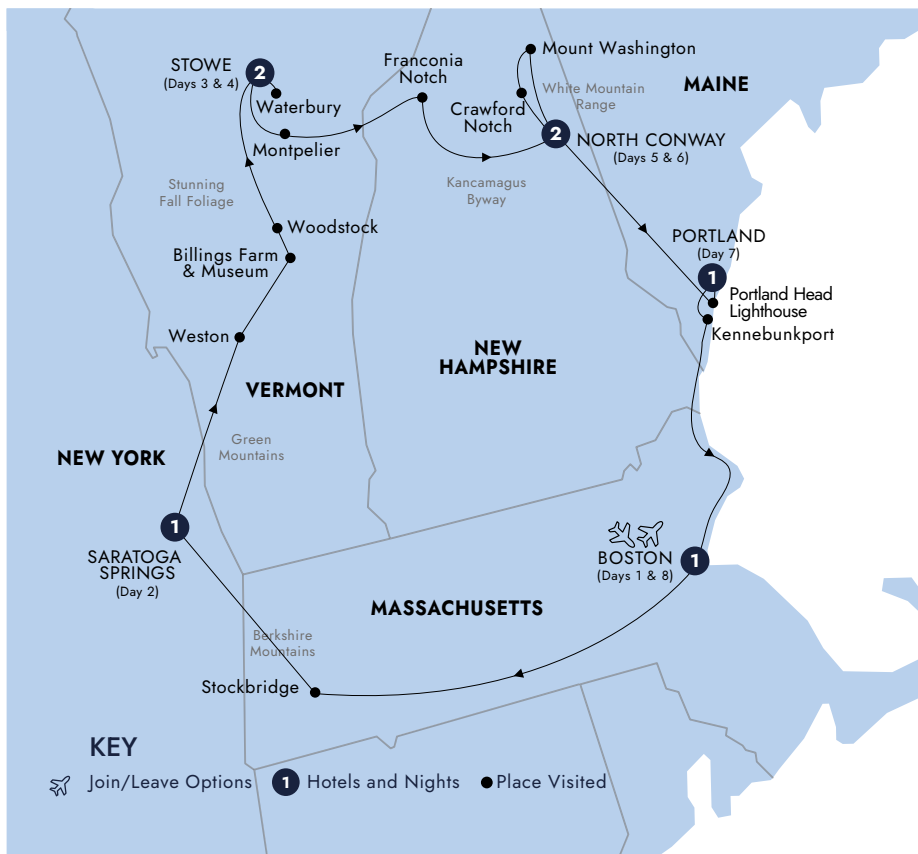 STOWE
(Days 3 & 4)
2
Waterbury
Montpelier
Franconia
Notch
Mount Washington
White Mountain
Range
Crawford
Notch
MAINE
2
NORTH CONWAY
(Days 5 & 6)
Kancamagus
Byway
Stunning
Fall Foliage
Woodstock
Billings Farm
& Museum
PORTLAND
(Day 7)
1
Portland Head
Lighthouse
Kennebunkport
Weston
NEW
HAMPSHIRE
VERMONT
Green
Mountains
NEW YORK
1
SARATOGA
SPRINGS
(Day 2)
BOSTON
(Days 1 & 8)
1
MASSACHUSETTS
Berkshire
Mountains
Stockbridge
KEY
Join/Leave Options
1
Hotels and Nights
Place Visited